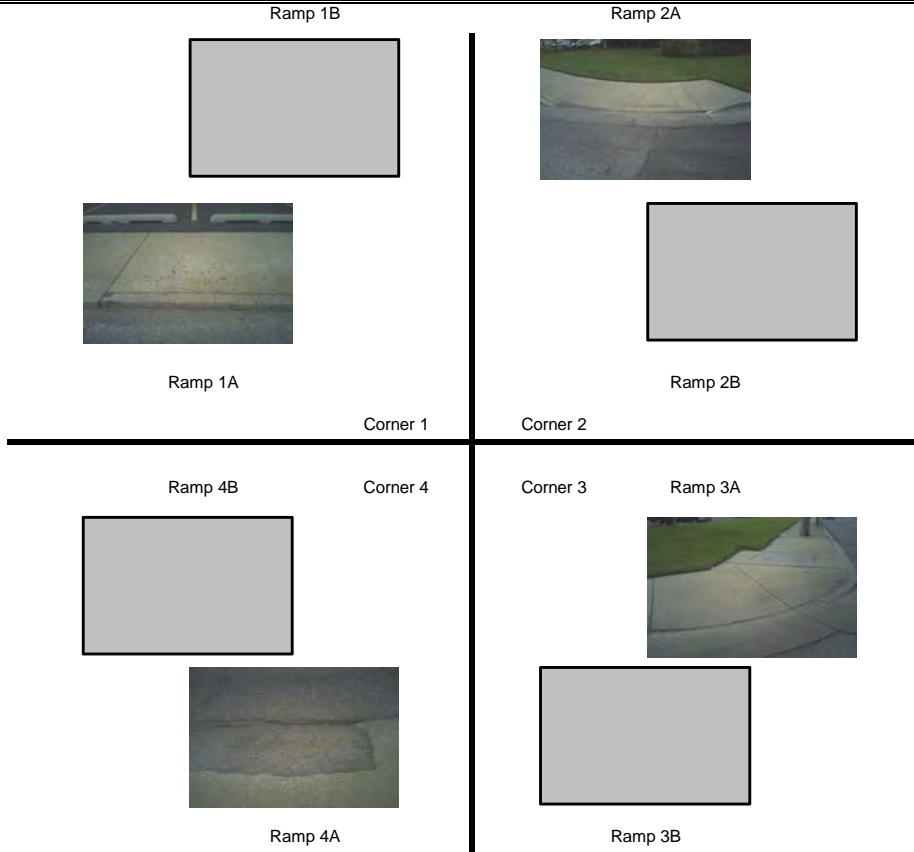 Ramp 1B Ramp 2A
Ramp 1A Ramp 2B
Corner 1 Corner 2
Ramp 4B Corner 4 Corner 3 Ramp 3A
Ramp 4A Ramp 3B